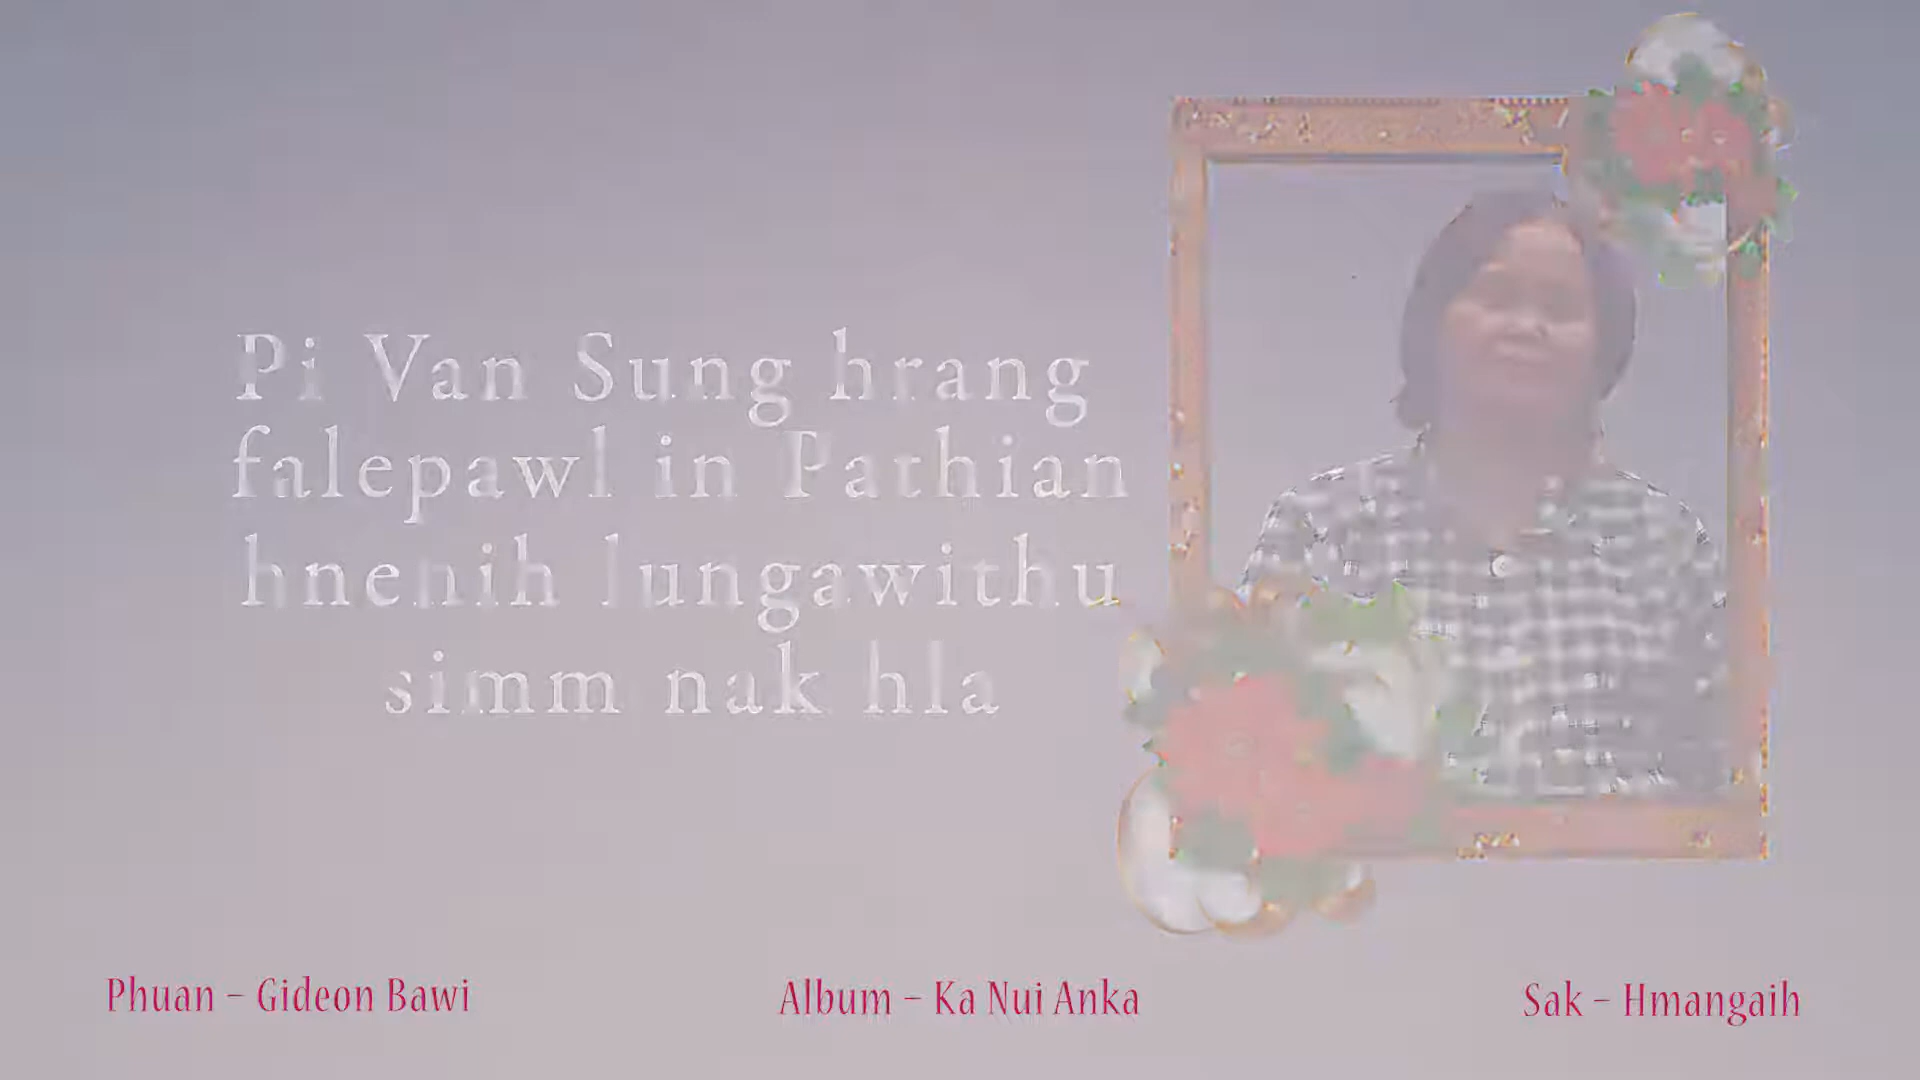 Pi Van Sung hrang
falepawl in Pathian
hnenih lungawithu
simm nak hla
Phuan – Gideon Bawi
Album – Ka Nui Anka
Sak – Hmangaih